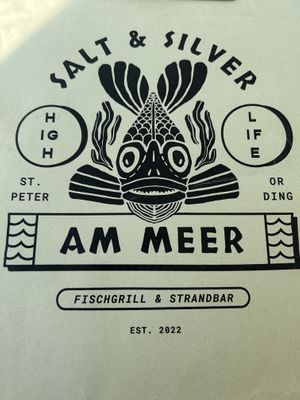 SALT & SILVER
HIGH
LIFE
ST.
PETER
OR
DING
AM MEER
FISCHGRILL & STRANDBAR
EST. 2022